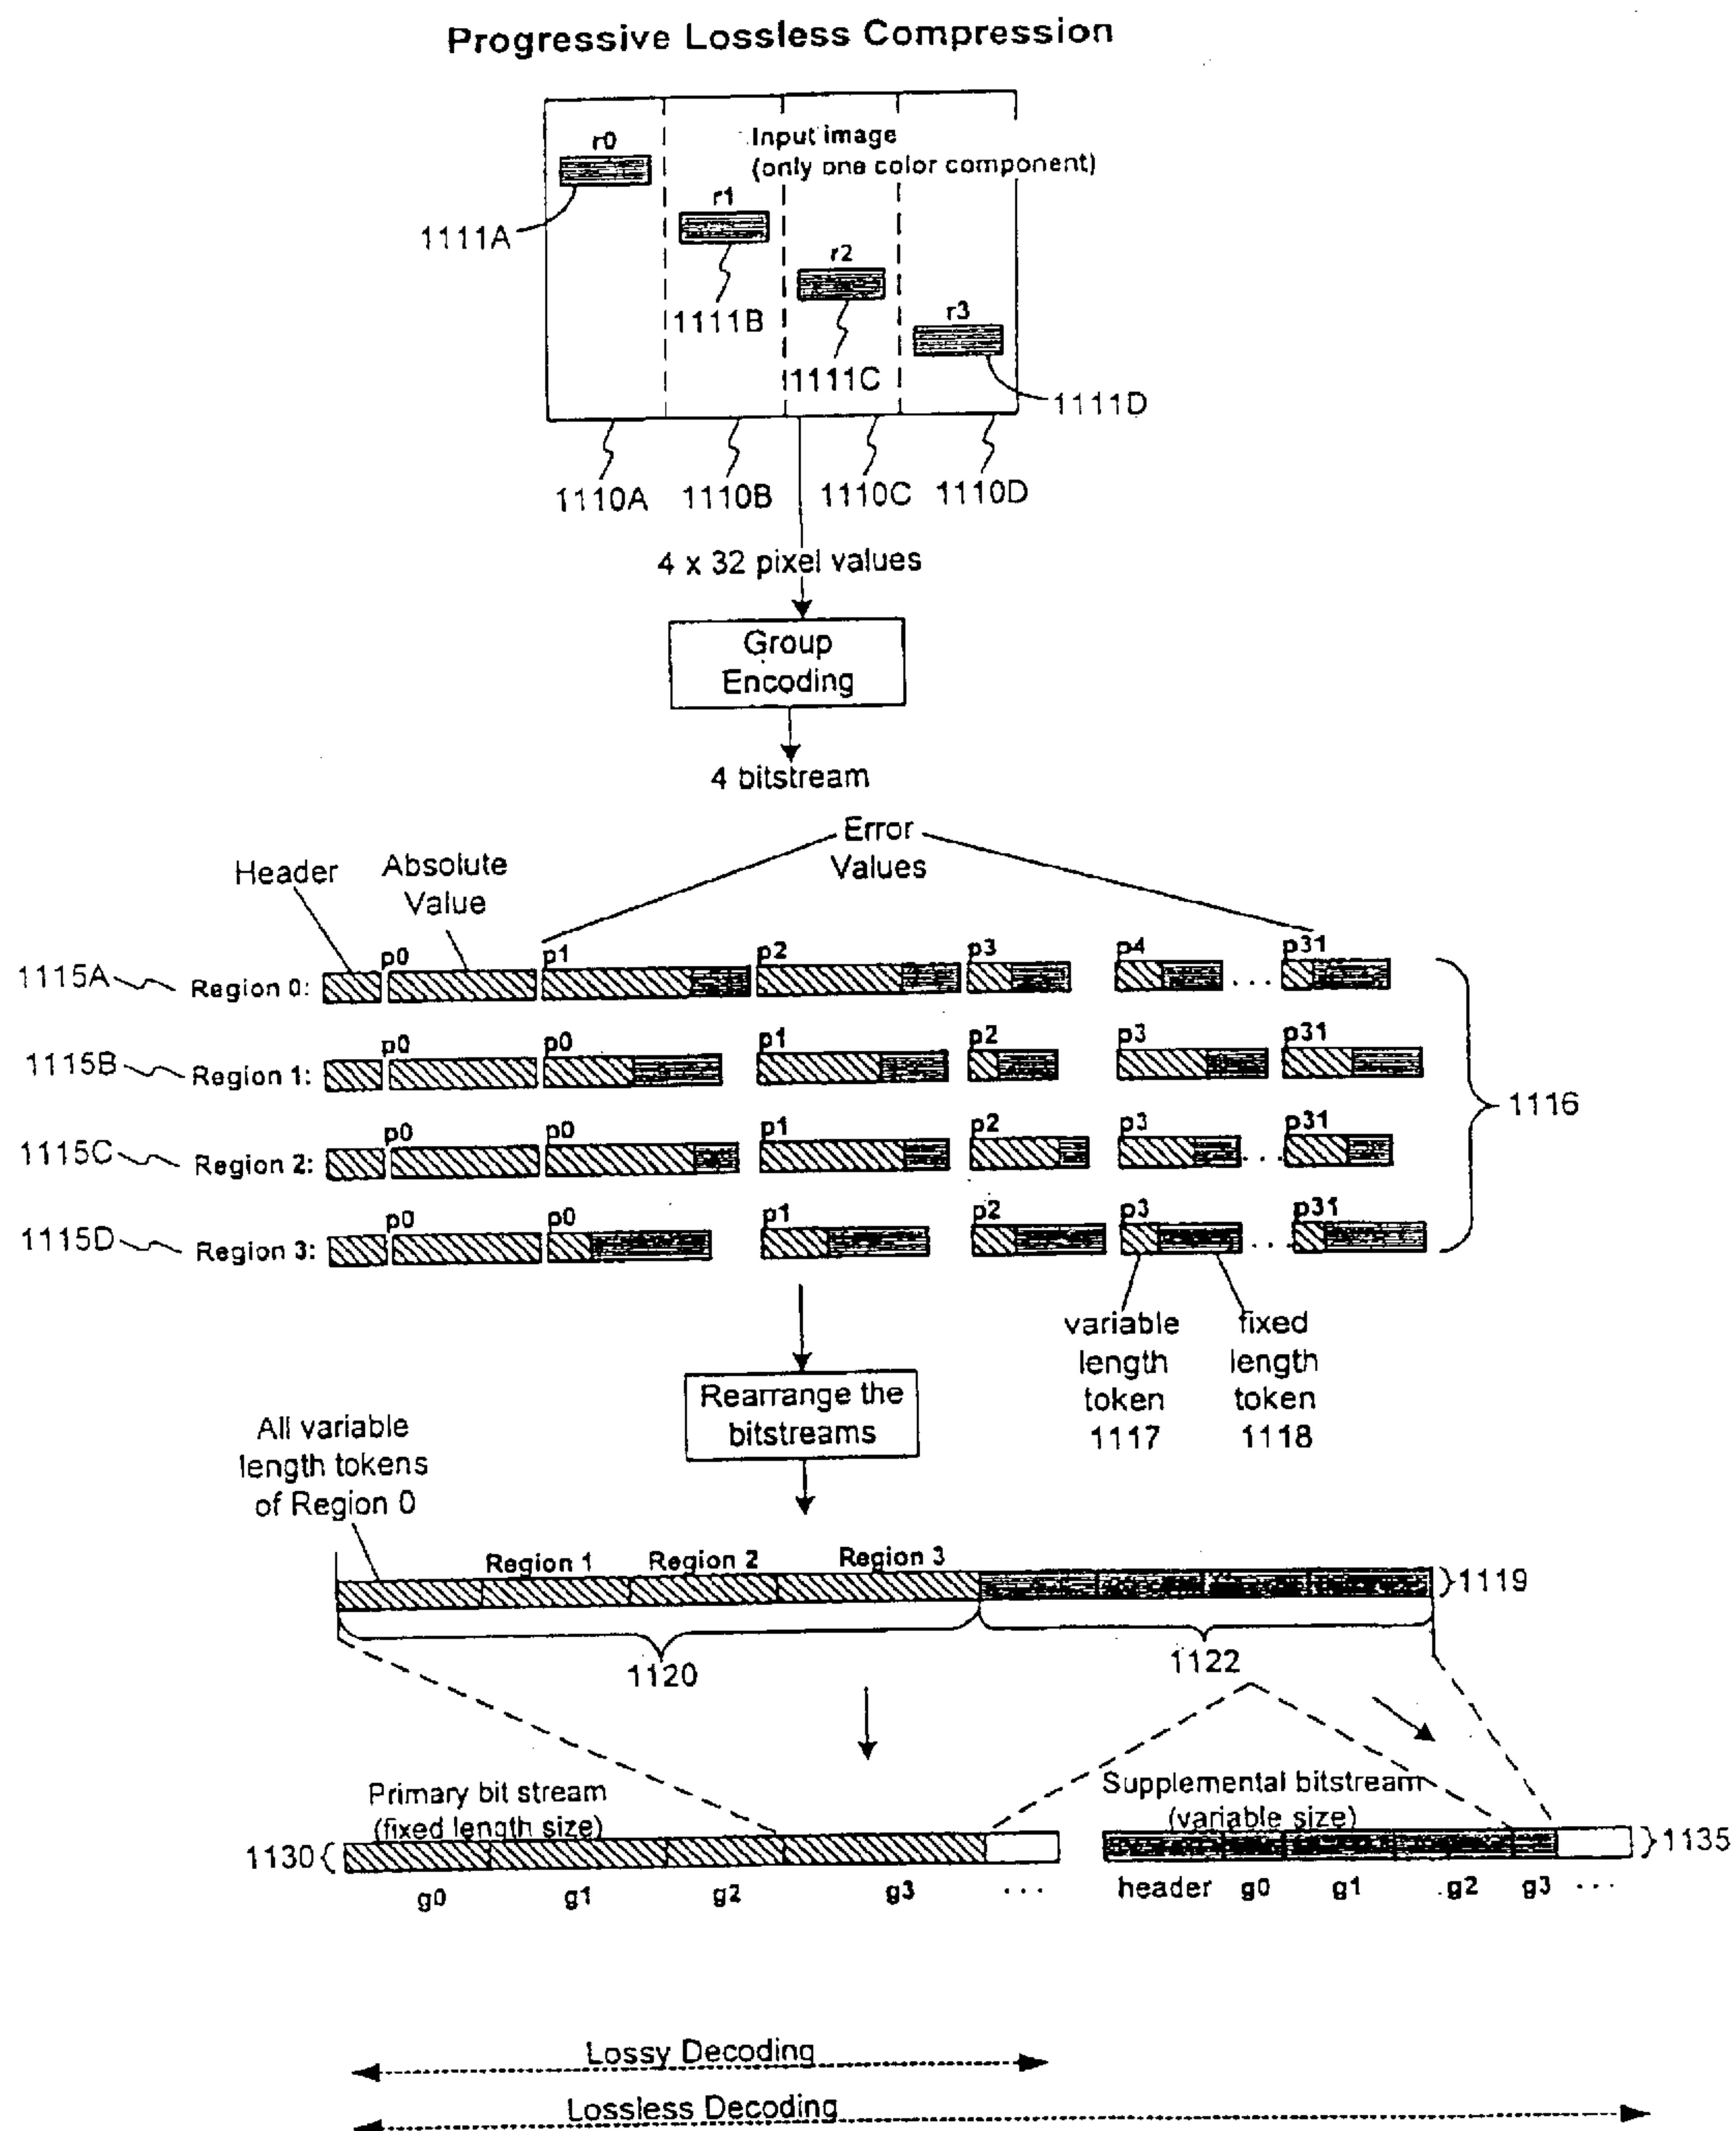 Progressive Lossless Compression
Input image
(only one color component)
r0
r1
r2
r3
1111A
1111B
1111C
1111D
1110A 1110B 1110C 1110D
4 x 32 pixel values
Group
Encoding
4 bitstream
Error
Values
Header
Absolute
Value
p0 p1 p2 p3 p4 p31
1115A Region 0: ...
p0 p0 p1 p2 p3 p31
1115B Region 1:
1116
p0 p0 p1 p2 p3 p31
1115C Region 2: ...
p0 p0 p1 p2 p3 p31
1115D Region 3: ...
variable
length
token
1117
fixed
length
token
1118
Rearrange the
bitstreams
All variable
length tokens
of Region 0
Region 1 Region 2 Region 3
1119
1120
1122
Primary bit stream
(fixed length size)
Supplemental bitstream
(variable size)
1130
1135
g0 g1 g2 g3 ...
header g0 g1 g2 g3 ...
Lossy Decoding
Lossless Decoding